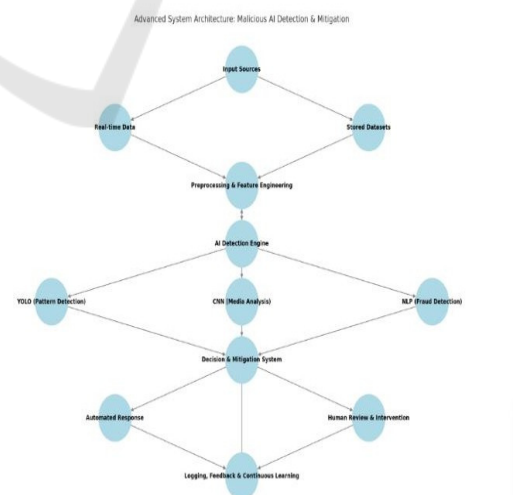 Advanced System Architecture: Malicious AI Detection & Mitigation
Input Sources
Real-time Data
Stored Datasets
Preprocessing & Feature Engineering
AI Detection Engine
YOLO (Pattern Detection)
CNN (Media Analysis)
NLP (Fraud Detection)
Decision & Mitigation System
Automated Response
Human Review & Intervention
Logging, Feedback & Continuous Learning